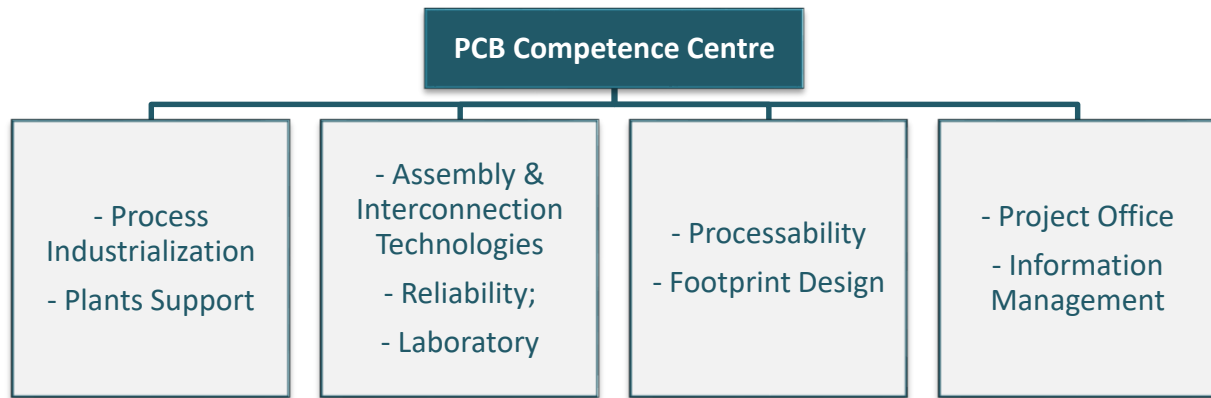 PCB Competence Centre
- Process
Industrialization
- Plants Support
- Assembly &
Interconnection
Technologies
- Reliability;
- Laboratory
- Processability
- Footprint Design
- Project Office
- Information
Management